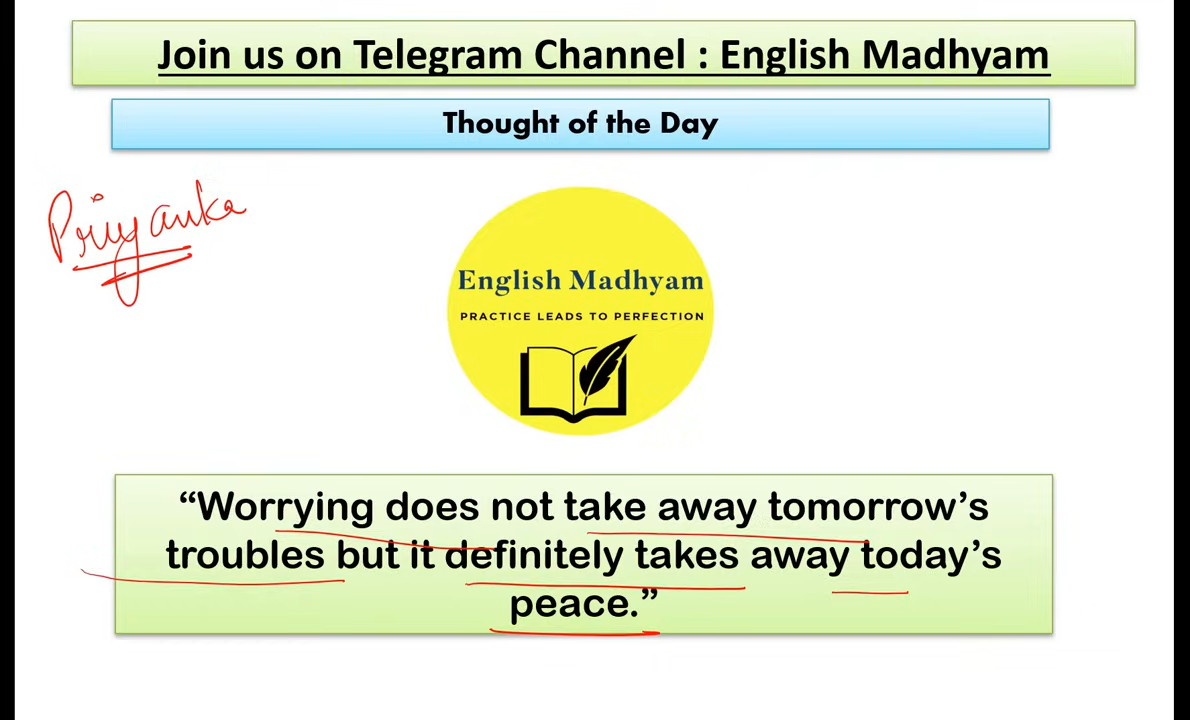 Join us on Telegram Channel : English Madhyam
Thought of the Day
Priyanka
English Madhyam
PRACTICE LEADS TO PERFECTION
“Worrying does not take away tomorrow’s
troubles but it definitely takes away today’s
peace.”